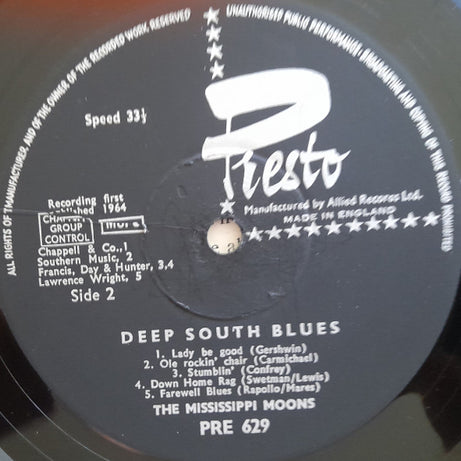 ALL RIGHTS OF THE MANUFACTURER, AND OF THE OWNER OF THE RECORDED WORK, RESERVED
UNAUTHORISED PUBLIC PERFORMANCE, BROADCASTING AND COPYING OF THIS RECORD PROHIBITED
Speed 33⅓
Presto
Manufactured by Allied Records Ltd.
MADE IN ENGLAND
Recording first
1964
GROUP
CONTROL
Chappell & Co.,1
Southern Music, 2
Francis, Day & Hunter, 3,4
Lawrence Wright, 5
Side 2
DEEP SOUTH BLUES
1. Lady be good (Gershwin)
2. Ole rockin' chair (Carmichael)
3. Stumblin' (Confrey)
4. Down Home Rag (Swetman/Lewis)
5. Farewell Blues (Rapollo/Mares)
THE MISSISSIPPI MOONS
PRE 629